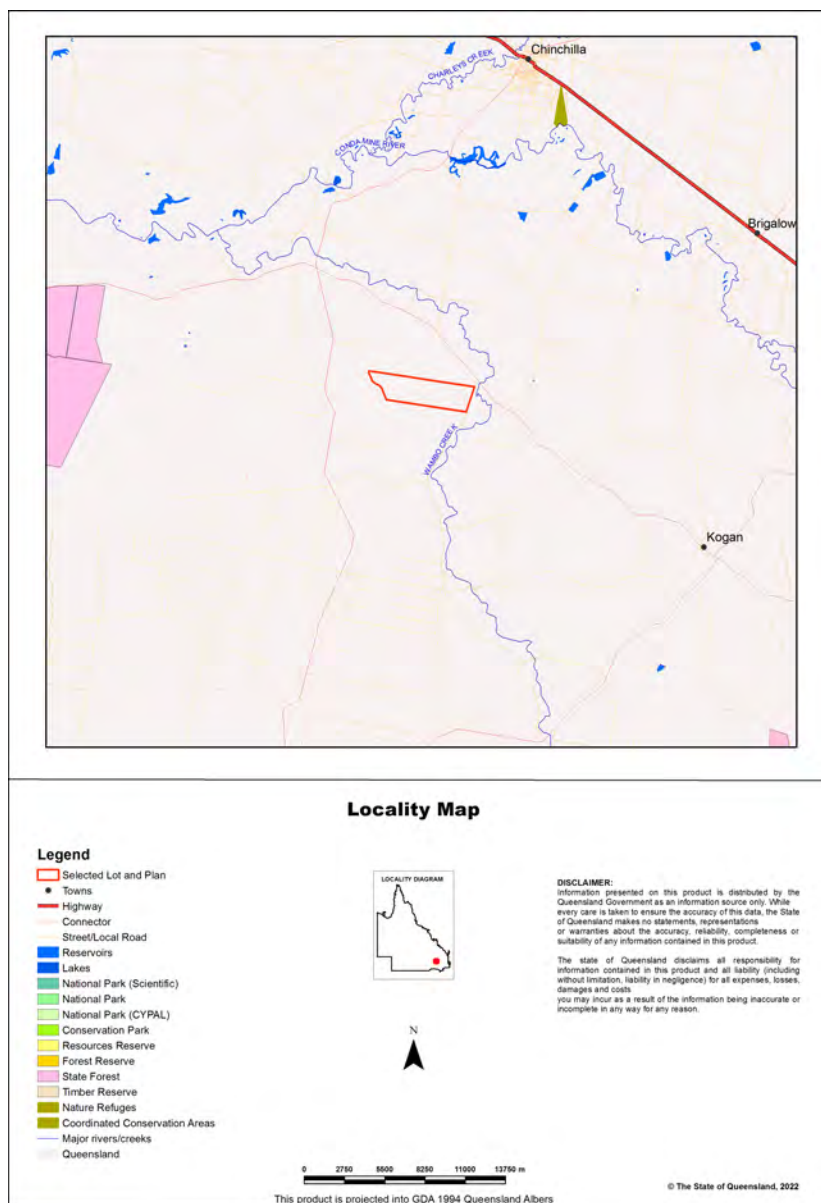 Chinchilla
CHARLEYS CREEK
CONDAMINE RIVER
Brigalow
WAMBO CREEK
Kogan
Locality Map
Legend
Selected Lot and Plan
Towns
Highway
Connector
Street/Local Road
Reservoirs
Lakes
National Park (Scientific)
National Park
National Park (CYPAL)
Conservation Park
Resources Reserve
Forest Reserve
State Forest
Timber Reserve
Nature Refuges
Coordinated Conservation Areas
Major rivers/creeks
Queensland
LOCALITY DIAGRAM
N
0 2750 5500 8250 11000 13750 m
This product is projected into GDA 1994 Queensland Albers
DISCLAIMER:
Information presented on this product is distributed by the
Queensland Government as an information source only. While
every care is taken to ensure the accuracy of this data, the State
of Queensland makes no statements, representations
or warranties about the accuracy, reliability, completeness or
suitability of any information contained in this product.
The state of Queensland disclaims all responsibility for
information contained in this product and all liability (including
without limitation, liability in negligence) for all expenses, losses,
damages and costs
you may incur as a result of the information being inaccurate or
incomplete in any way for any reason.
© The State of Queensland, 2022